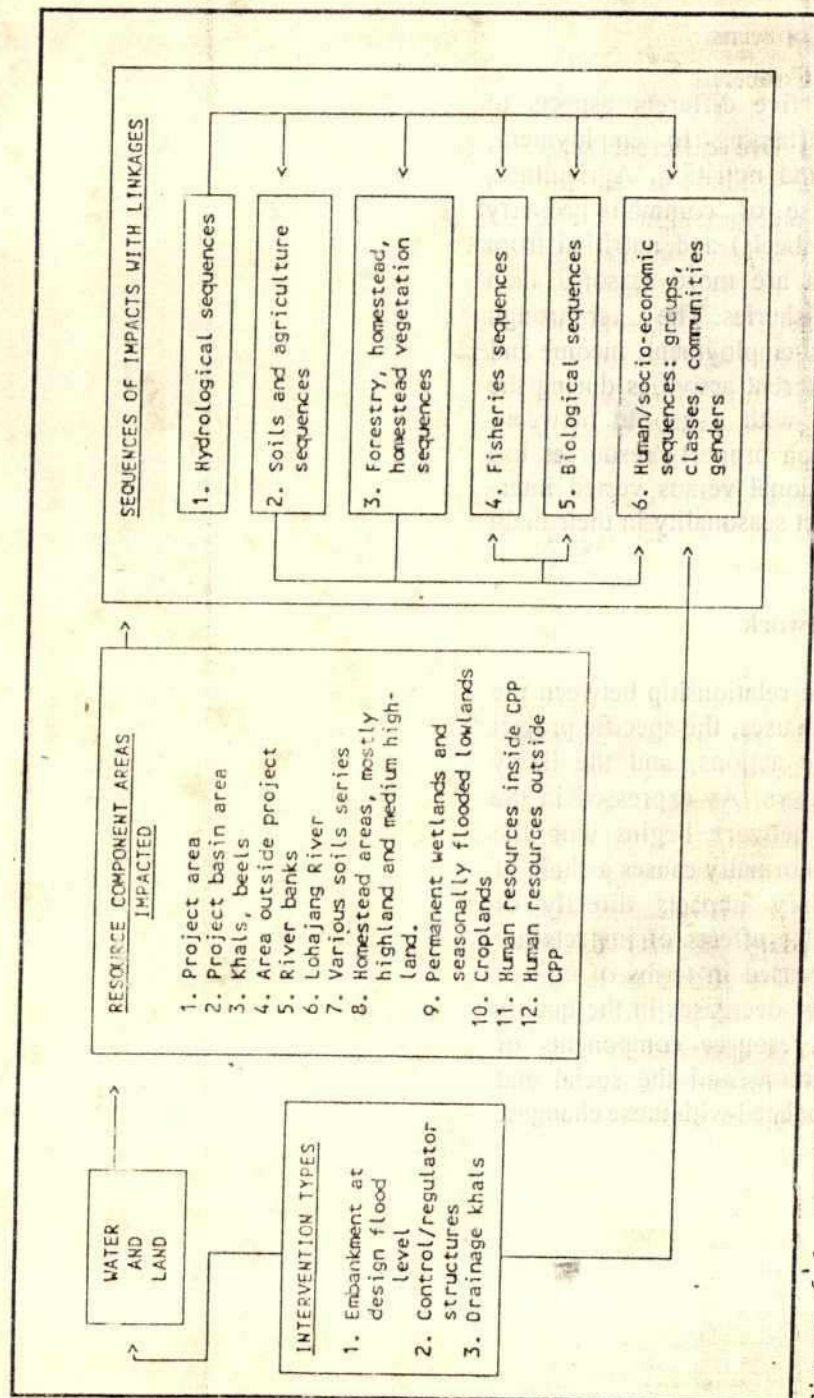 WATER
AND
LAND
INTERVENTION TYPES
1. Embankment at
design flood
level
2. Control/regulator
structures
3. Drainage khals
RESOURCE COMPONENT AREAS
IMPACTED
1. Project area
2. Project basin area
3. Khals, beels
4. Area outside project
5. River banks
6. Lohajang River
7. Various soils series
8. Homestead areas, mostly
highland and medium high-
land.
9. Permanent wetlands and
seasonally flooded lowlands
10. Croplands
11. Human resources inside CPP
12. Human resources outside
CPP
SEQUENCES OF IMPACTS WITH LINKAGES
1. Hydrological sequences
2. Soils and agriculture
sequences
3. Forestry, homestead,
homestead vegetation
sequences
4. Fisheries sequences
5. Biological sequences
6. Human/socio-economic
sequences: groups,
classes, communities
genders